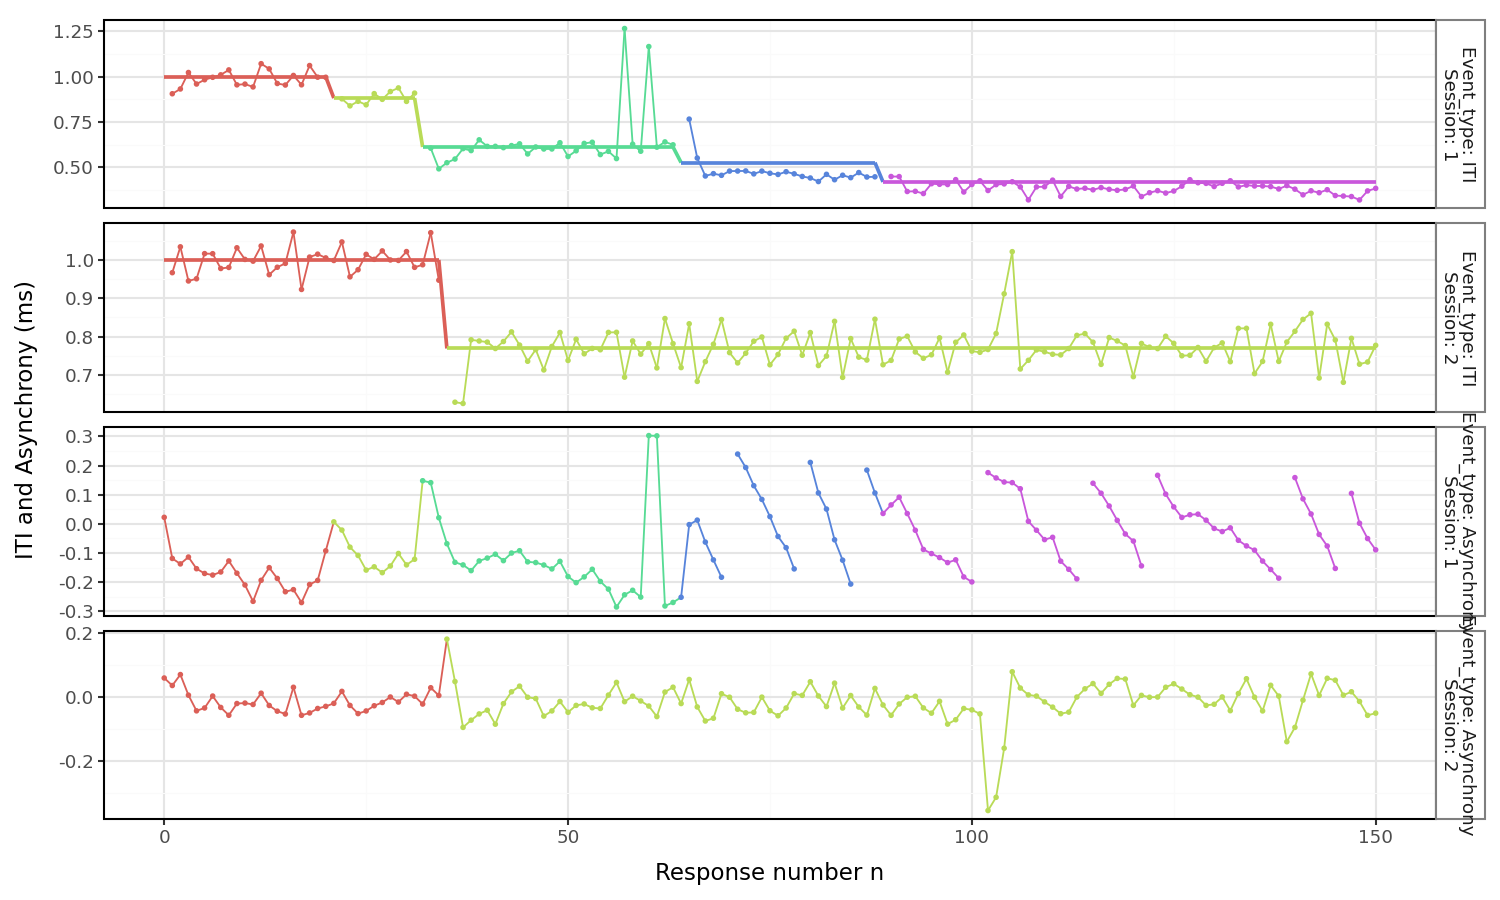 1.25
1.00
0.75
0.50
Event_type: ITI
Session: 1
1.0
0.9
0.8
0.7
Event_type: ITI
Session: 2
0.3
0.2
0.1
0.0
-0.1
-0.2
-0.3
Event_type: Asynchrony
Session: 1
0.2
0.0
-0.2
Event_type: Asynchrony
Session: 2
0
50
100
150
Response number n
ITI and Asynchrony (ms)